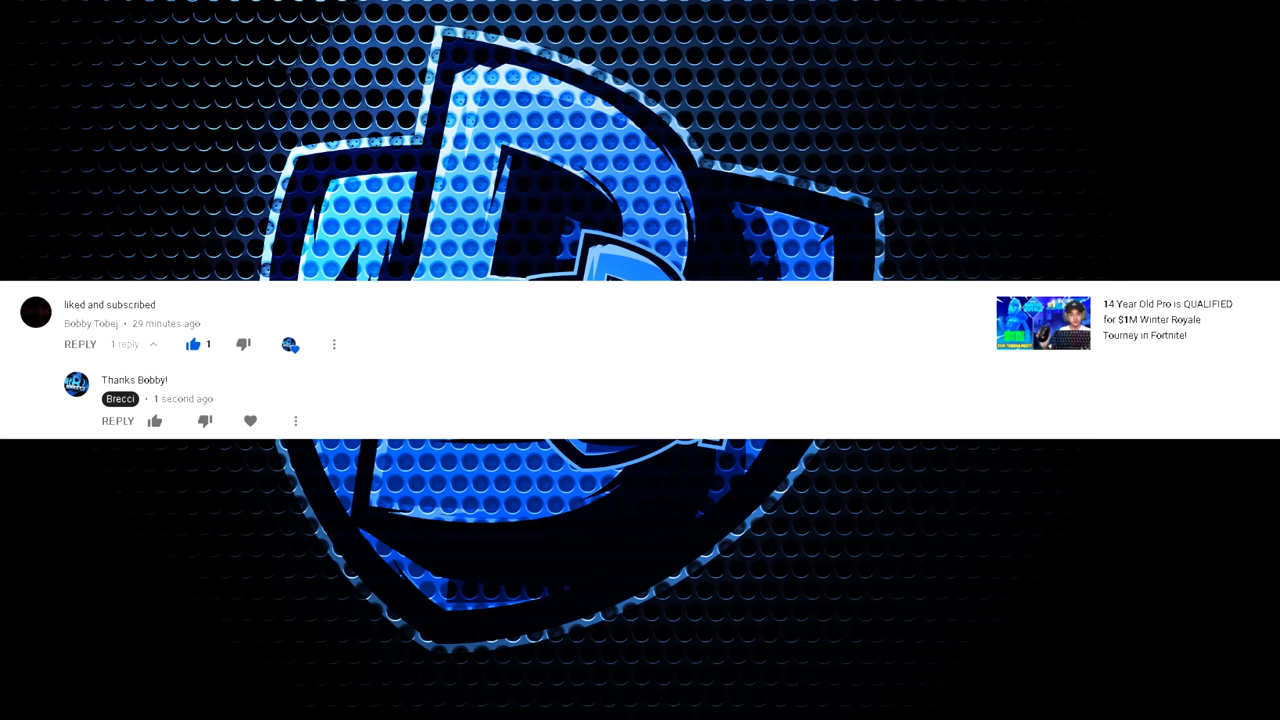 liked and subscribed
Bobby Tobej • 29 minutes ago
REPLY 1 reply 1
Thanks Bobby!
Brecci • 1 second ago
REPLY
14 Year Old Pro is QUALIFIED
for $1M Winter Royale
Tourney in Fortnite!